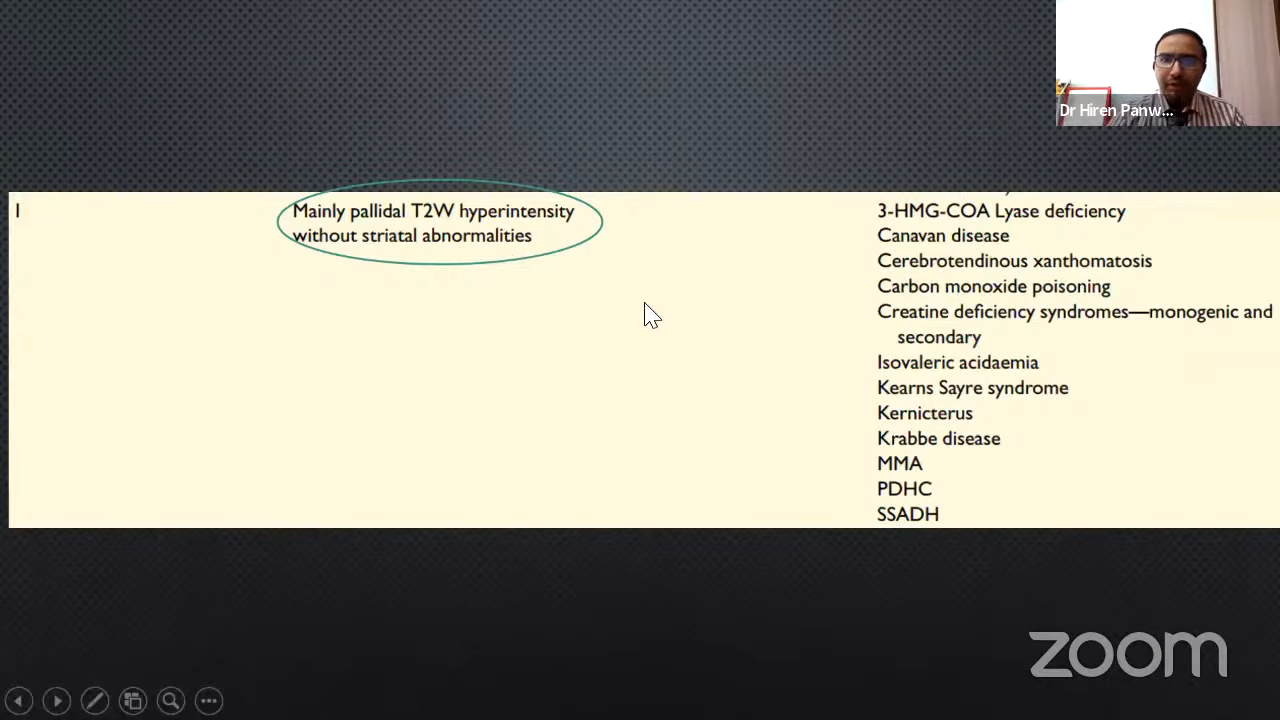 Dr Hiren Panw...
I
Mainly pallidal T2W hyperintensity
without striatal abnormalities
3-HMG-COA Lyase deficiency
Canavan disease
Cerebrotendinous xanthomatosis
Carbon monoxide poisoning
Creatine deficiency syndromes—monogenic and
secondary
Isovaleric acidaemia
Kearns Sayre syndrome
Kernicterus
Krabbe disease
MMA
PDHC
SSADH
zoom